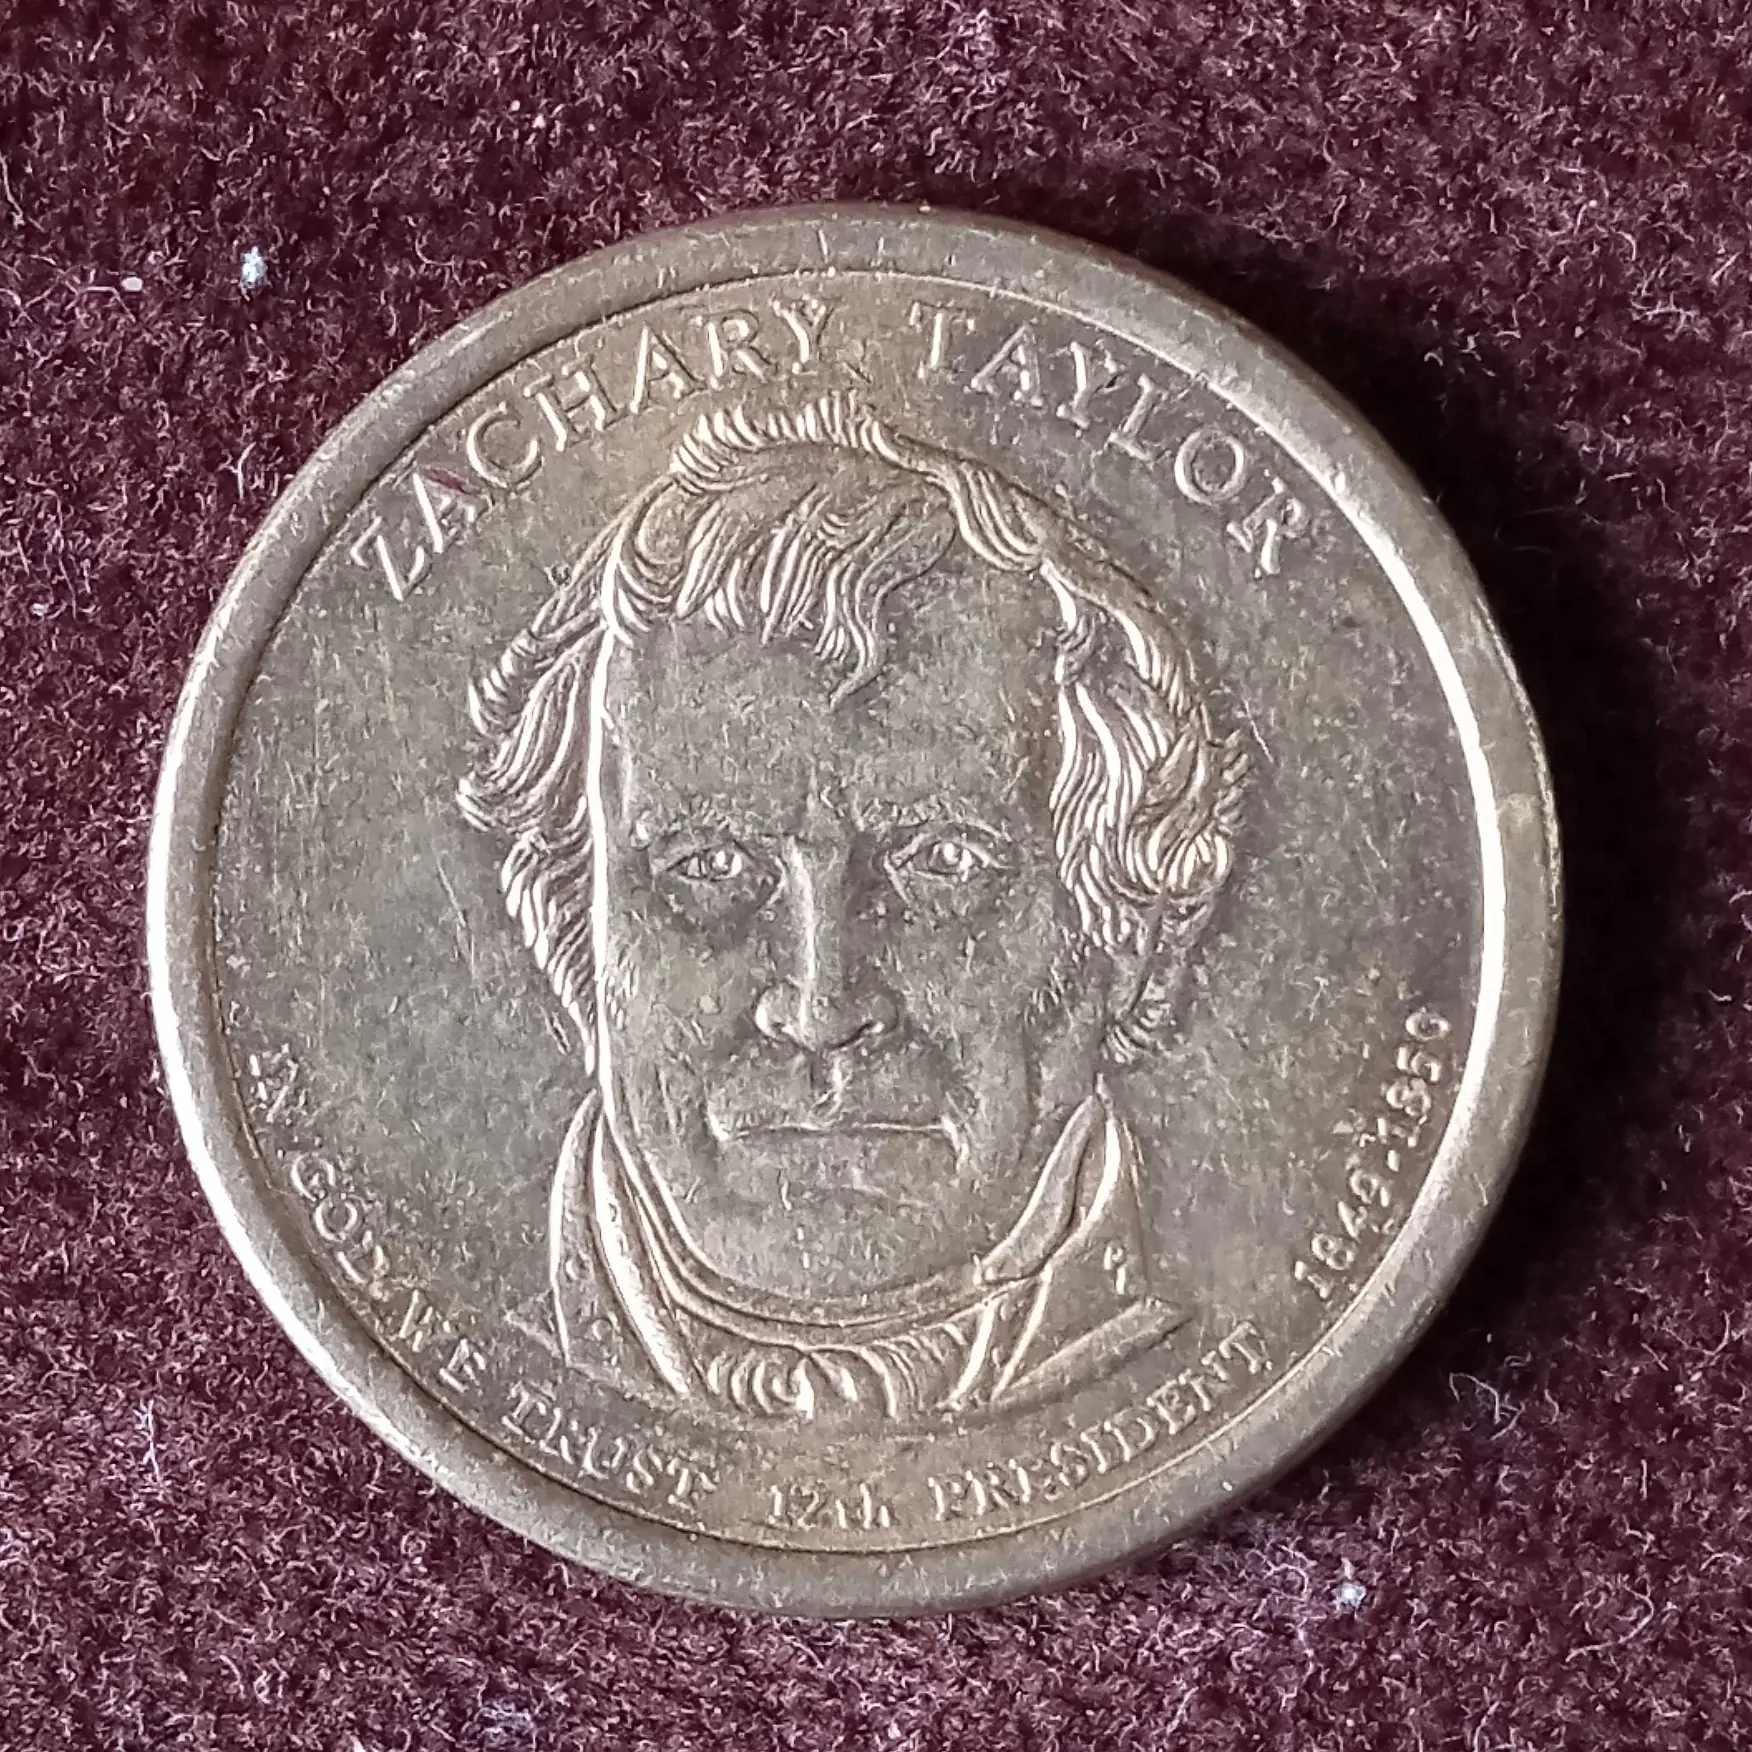 ZACHARY TAYLOR
IN GOD WE TRUST
12th PRESIDENT
1849-1850